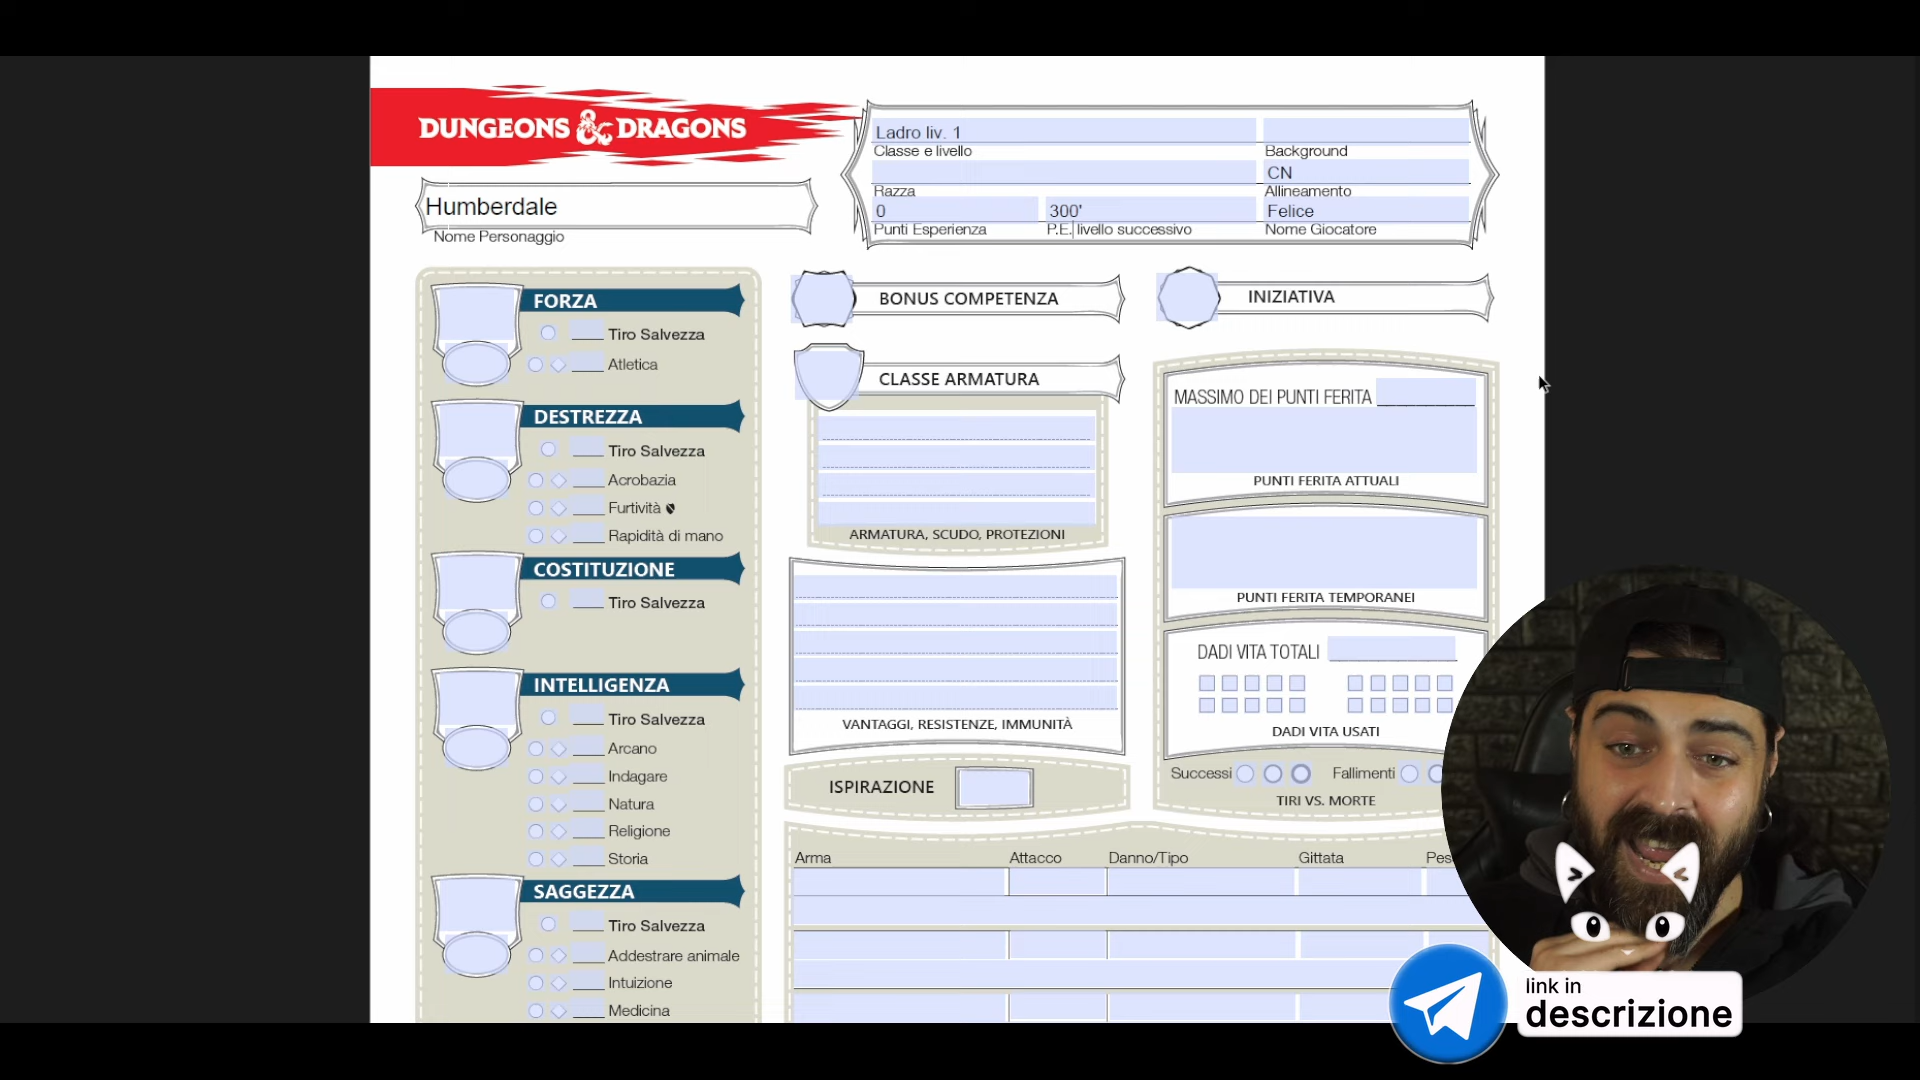 DUNGEONS & DRAGONS
Humberdale
Nome Personaggio
Ladro liv. 1
Classe e livello
Background
CN
Razza
Allineamento
0
300'
Felice
Punti Esperienza
P.E. livello successivo
Nome Giocatore
FORZA
Tiro Salvezza
Atletica
DESTREZZA
Tiro Salvezza
Acrobazia
Furtività
Rapidità di mano
COSTITUZIONE
Tiro Salvezza
INTELLIGENZA
Tiro Salvezza
Arcano
Indagare
Natura
Religione
Storia
SAGGEZZA
Tiro Salvezza
Addestrare animale
Intuizione
Medicina
BONUS COMPETENZA
CLASSE ARMATURA
ARMATURA, SCUDO, PROTEZIONI
VANTAGGI, RESISTENZE, IMMUNITÀ
ISPIRAZIONE
INIZIATIVA
MASSIMO DEI PUNTI FERITA
PUNTI FERITA ATTUALI
PUNTI FERITA TEMPORANEI
DADI VITA TOTALI
DADI VITA USATI
Successi Fallimenti
TIRI VS. MORTE
Arma Attacco Danno/Tipo Gittata Pes
link in
descrizione